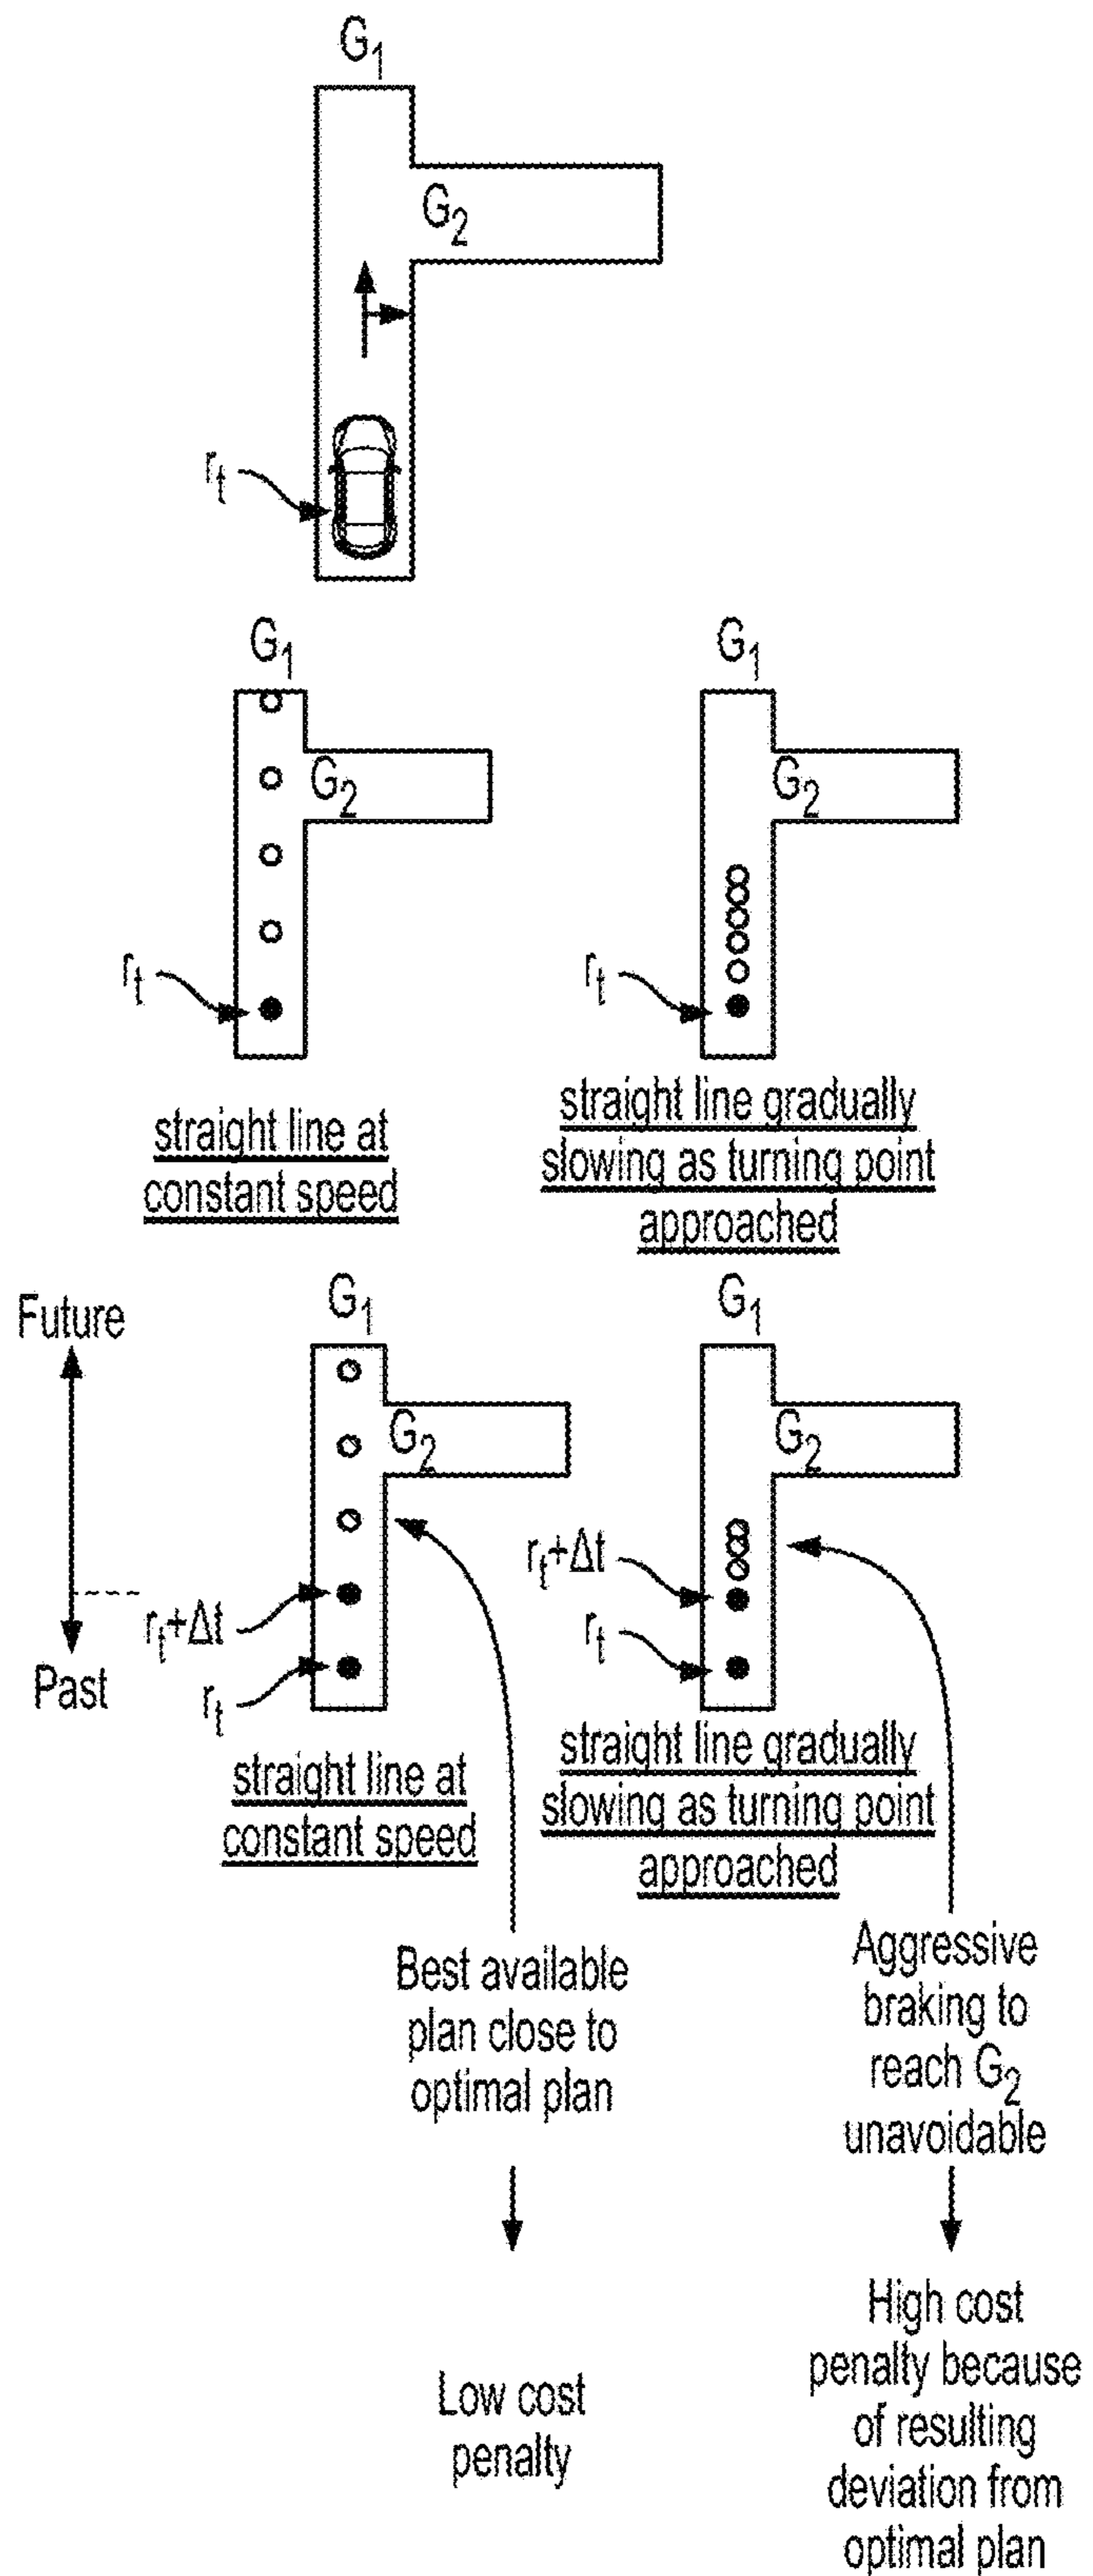 G₁
G₂
rₜ
G₁
G₂
rₜ
straight line at
constant speed
G₁
G₂
rₜ
straight line gradually
slowing as turning point
approached
Future
Past
G₁
G₂
rₜ+Δt
rₜ
straight line at
constant speed
G₁
G₂
rₜ+Δt
rₜ
straight line gradually
slowing as turning point
approached
Best available
plan close to
optimal plan
Low cost
penalty
Aggressive
braking to
reach G₂
unavoidable
High cost
penalty because
of resulting
deviation from
optimal plan